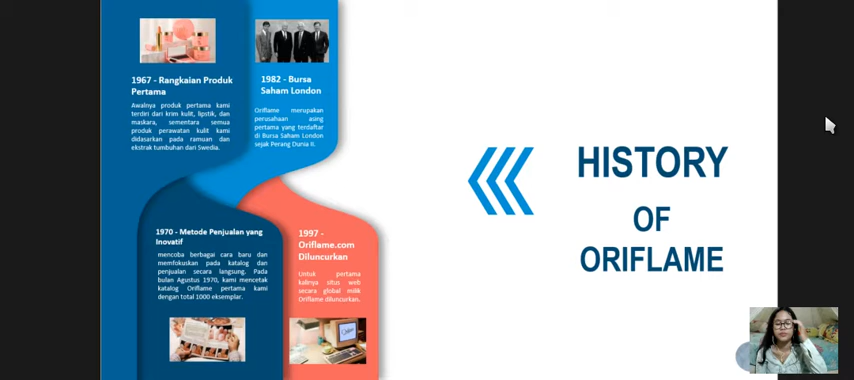 1967 - Rangkaian Produk
Pertama
Awalnya produk pertama kami
terdiri dari krim kulit, lipstik, dan
maskara, sementara semua
produk perawatan kulit kami
didasarkan pada ramuan dan
ekstrak tumbuhan dari Swedia.
1982 - Bursa
Saham London
Oriflame merupakan
perusahaan asing
pertama yang terdaftar
di Bursa Saham London
sejak Perang Dunia II.
1970 - Metode Penjualan yang
Inovatif
mencoba berbagai cara baru dan
memfokuskan pada katalog dan
penjualan secara langsung. Pada
bulan Agustus 1970, kami mencetak
katalog Oriflame pertama kami
dengan total 1000 eksemplar.
1997 -
Oriflame.com
Diluncurkan
Untuk pertama
kalinya situs web
secara global milik
Oriflame diluncurkan.
HISTORY
OF
ORIFLAME